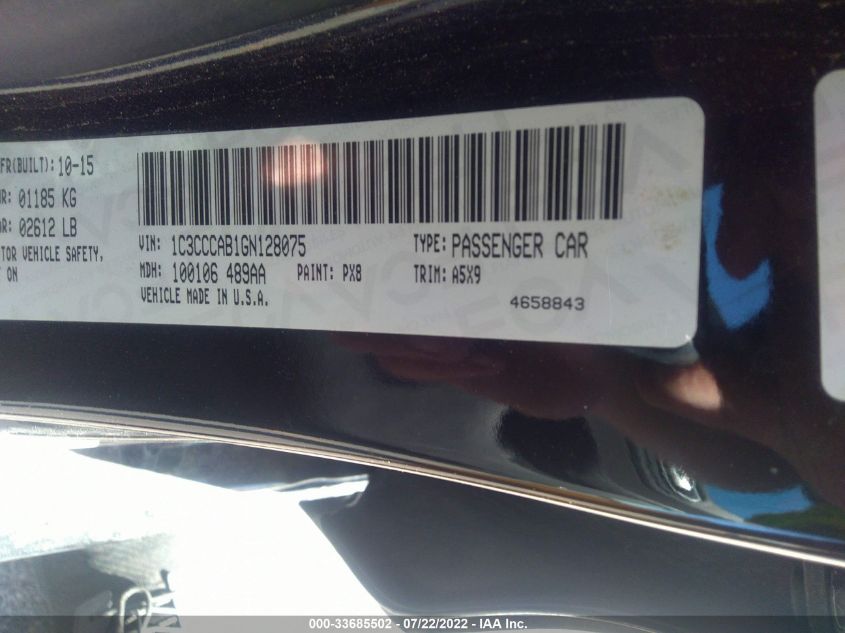 FR(BUILT): 10-15
R: 01185 KG
R: 02612 LB
TOR VEHICLE SAFETY,
ON
VIN: 1C3CCCAB1GN128075
TYPE: PASSENGER CAR
MDH: 100106 489AA
PAINT: PX8
TRIM: A5X9
VEHICLE MADE IN U.S.A.
4658843
000-33685502 - 07/22/2022 - IAA Inc.